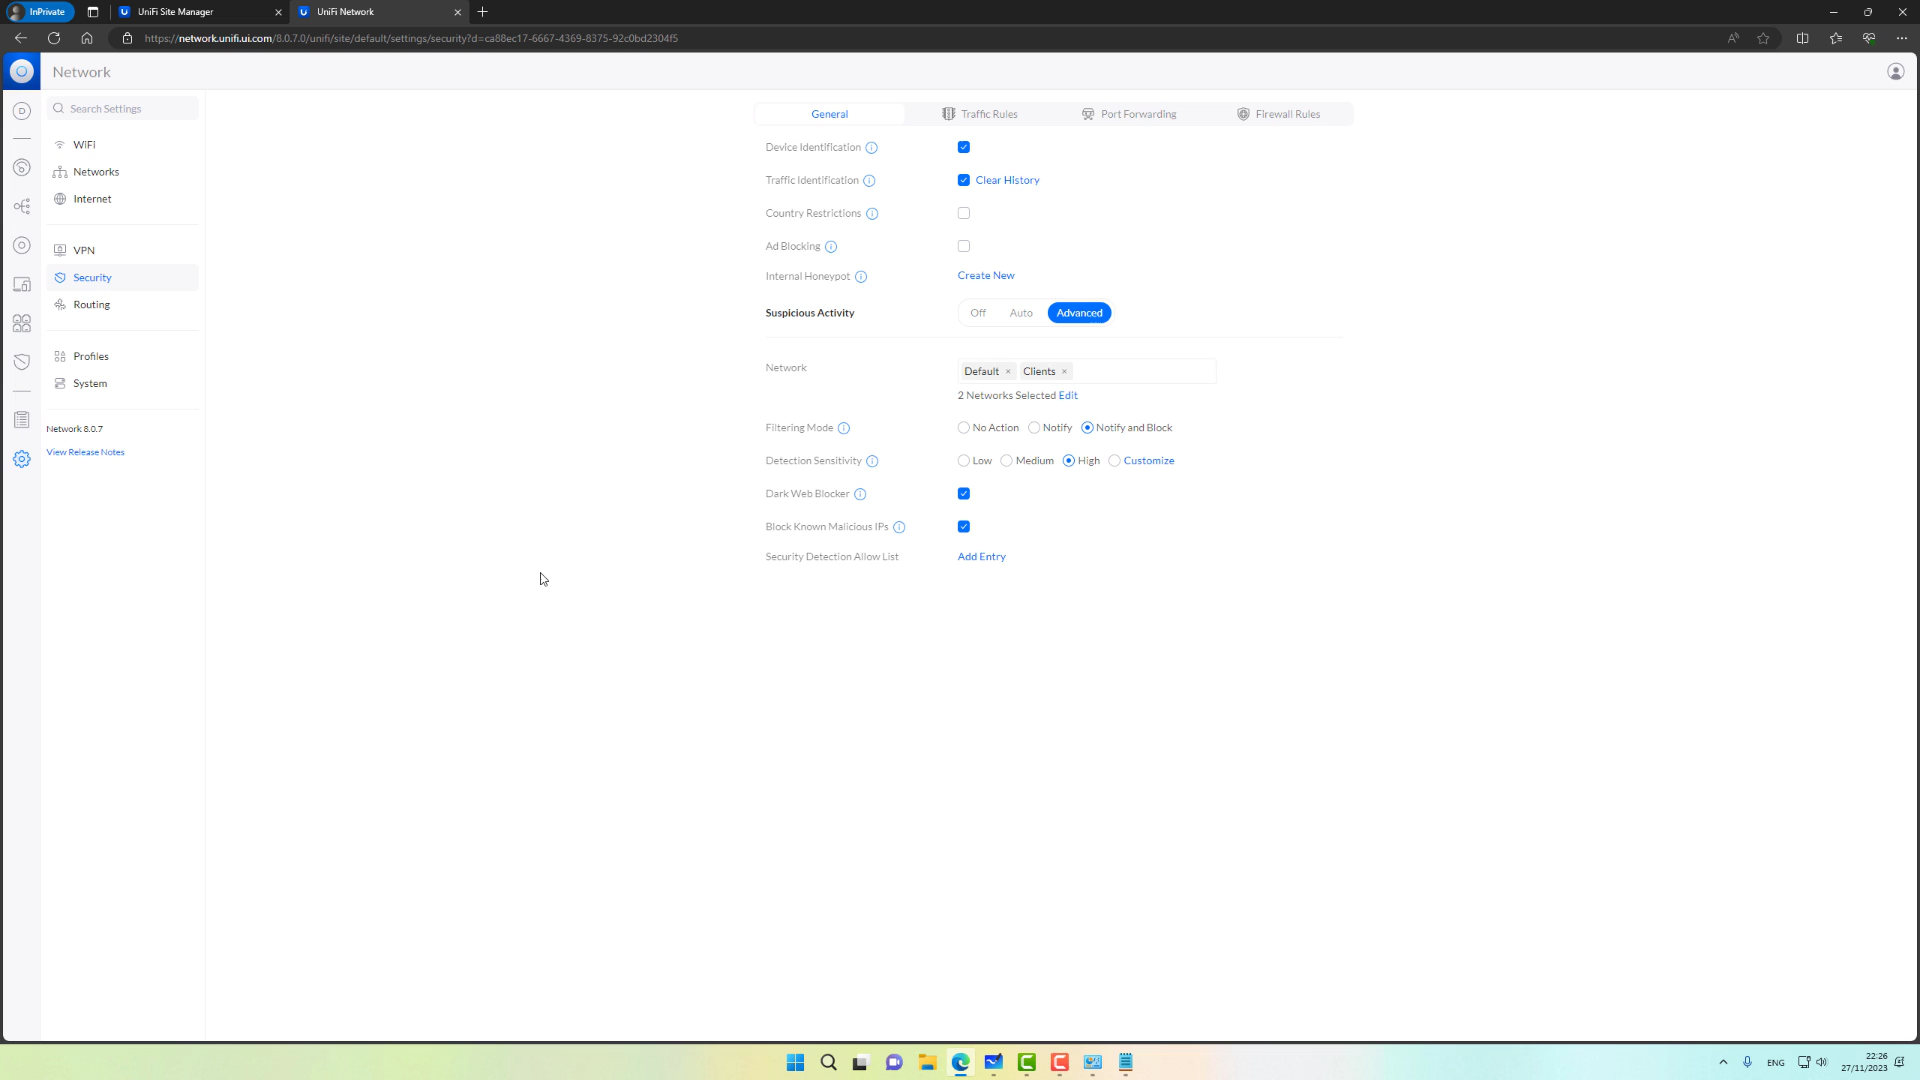 InPrivate
UniFi Site Manager
UniFi Network
https://network.unifi.ui.com/8.0.7.0/unifi/site/default/settings/security?d=ca88ec17-6667-4369-8375-92c0bd2304f5
Network
Search Settings
WiFi
Networks
Internet
VPN
Security
Routing
Profiles
System
Network 8.0.7
View Release Notes
General Traffic Rules Port Forwarding Firewall Rules
Device Identification
Traffic Identification Clear History
Country Restrictions
Ad Blocking
Internal Honeypot Create New
Suspicious Activity Off Auto Advanced
Network Default × Clients ×
2 Networks Selected Edit
Filtering Mode No Action Notify Notify and Block
Detection Sensitivity Low Medium High Customize
Dark Web Blocker
Block Known Malicious IPs
Security Detection Allow List Add Entry
ENG
22:26
27/11/2023